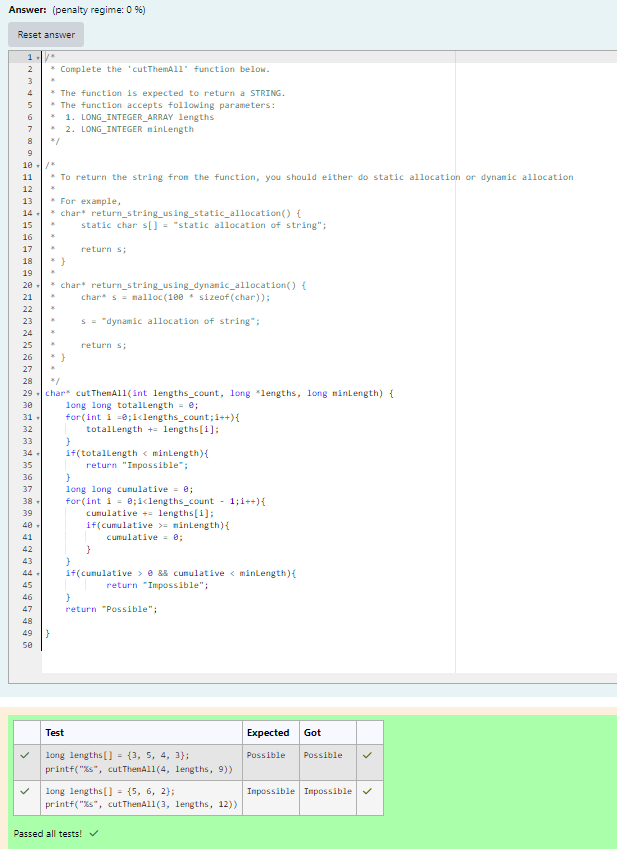 Answer: (penalty regime: 0 %)
Reset answer
1 /*
2  * Complete the 'cutThemAll' function below.
3  *
4  * The function is expected to return a STRING.
5  * The function accepts following parameters:
6  *  1. LONG_INTEGER_ARRAY lengths
7  *  2. LONG_INTEGER minLength
8  */
9
10 /*
11  * To return the string from the function, you should either do static allocation or dynamic allocation
12  *
13  * For example,
14  * char* return_string_using_static_allocation() {
15  *     static char s[] = "static allocation of string";
16  *
17  *     return s;
18  * }
19  *
20  * char* return_string_using_dynamic_allocation() {
21  *     char* s = malloc(100 * sizeof(char));
22  *
23  *     s = "dynamic allocation of string";
24  *
25  *     return s;
26  * }
27  *
28  */
29 char* cutThemAll(int lengths_count, long *lengths, long minLength) {
30     long long totalLength = 0;
31     for(int i =0;i<lengths_count;i++){
32         totalLength += lengths[i];
33     }
34     if(totalLength < minLength){
35         return "Impossible";
36     }
37     long long cumulative = 0;
38     for(int i = 0;i<lengths_count - 1;i++){
39         cumulative += lengths[i];
40         if(cumulative >= minLength){
41             cumulative = 0;
42         }
43     }
44     if(cumulative > 0 && cumulative < minLength){
45             return "Impossible";
46     }
47     return "Possible";
48
49 }
50
Test Expected Got
long lengths[] = {3, 5, 4, 3}; Possible Possible
printf("%s", cutThemAll(4, lengths, 9))
long lengths[] = {5, 6, 2}; Impossible Impossible
printf("%s", cutThemAll(3, lengths, 12))
Passed all tests!